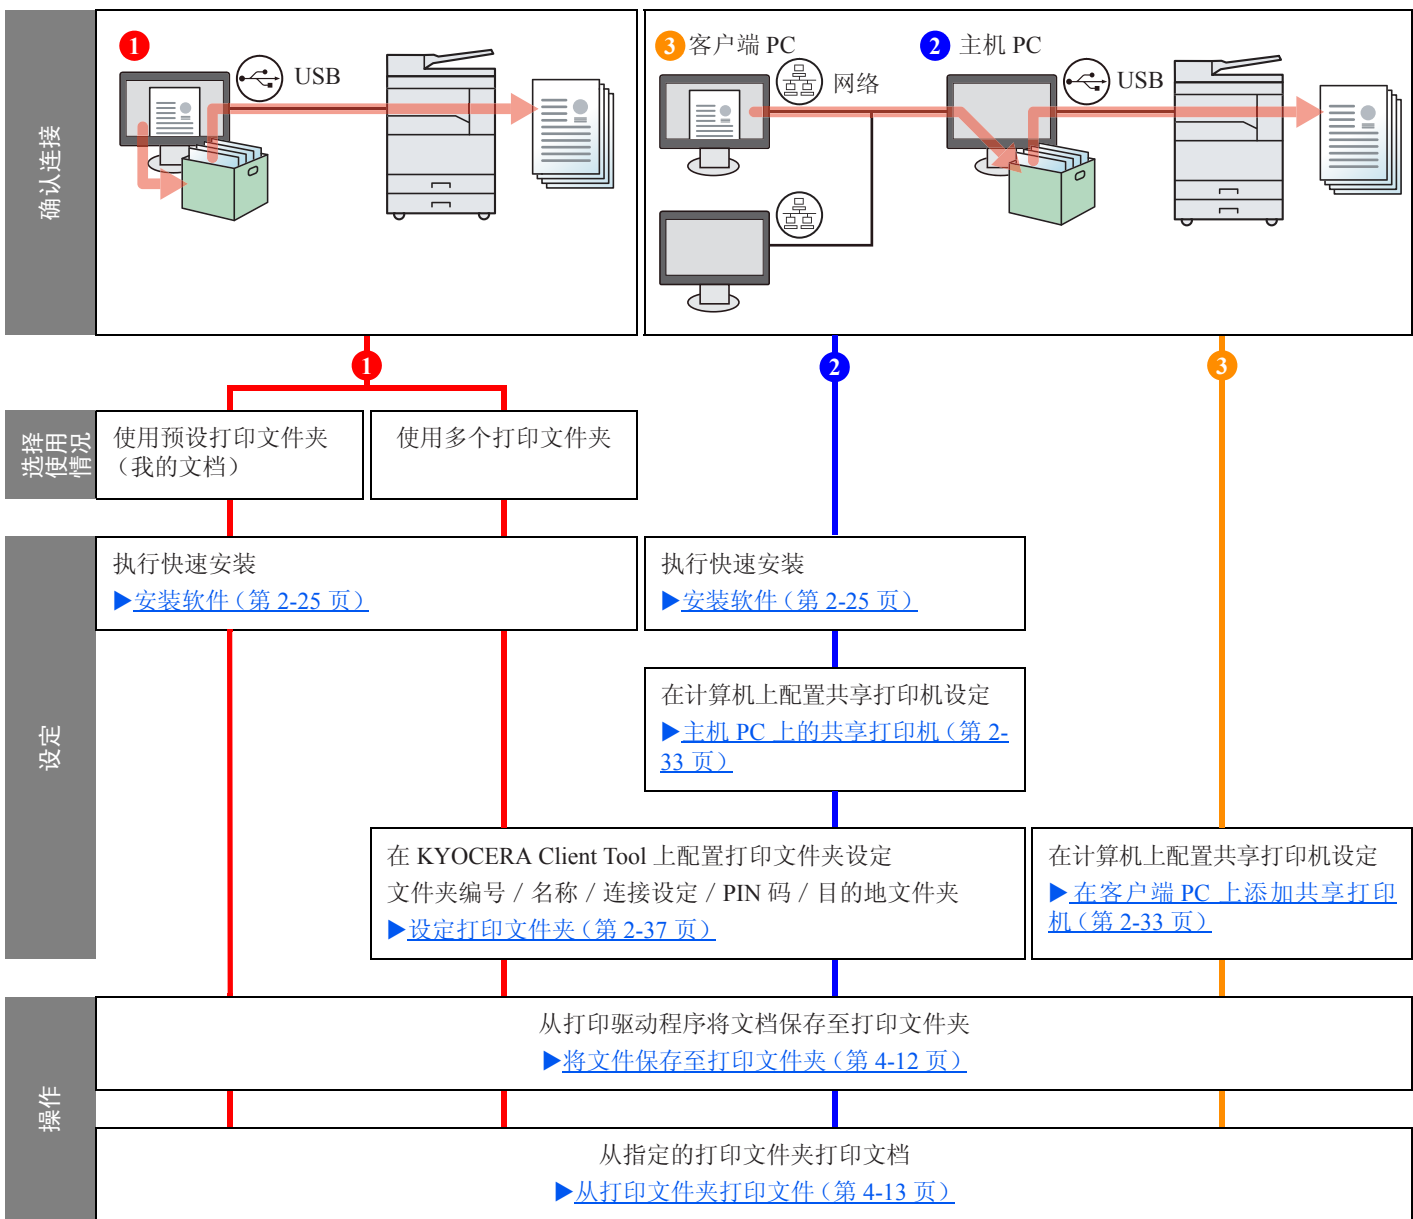 确认连接
1
USB
3 客户端 PC
网络
2 主机 PC
USB
1
2
3
选择
使用
情况
使用预设打印文件夹
（我的文档）
使用多个打印文件夹
设定
执行快速安装
▶安装软件（第 2-25 页）
执行快速安装
▶安装软件（第 2-25 页）
在计算机上配置共享打印机设定
▶主机 PC 上的共享打印机（第 2-
33 页）
在 KYOCERA Client Tool 上配置打印文件夹设定
文件夹编号 / 名称 / 连接设定 / PIN 码 / 目的地文件夹
▶设定打印文件夹（第 2-37 页）
在计算机上配置共享打印机设定
▶在客户端 PC 上添加共享打印
机（第 2-33 页）
操作
从打印驱动程序将文档保存至打印文件夹
▶将文件保存至打印文件夹（第 4-12 页）
从指定的打印文件夹打印文档
▶从打印文件夹打印文件（第 4-13 页）